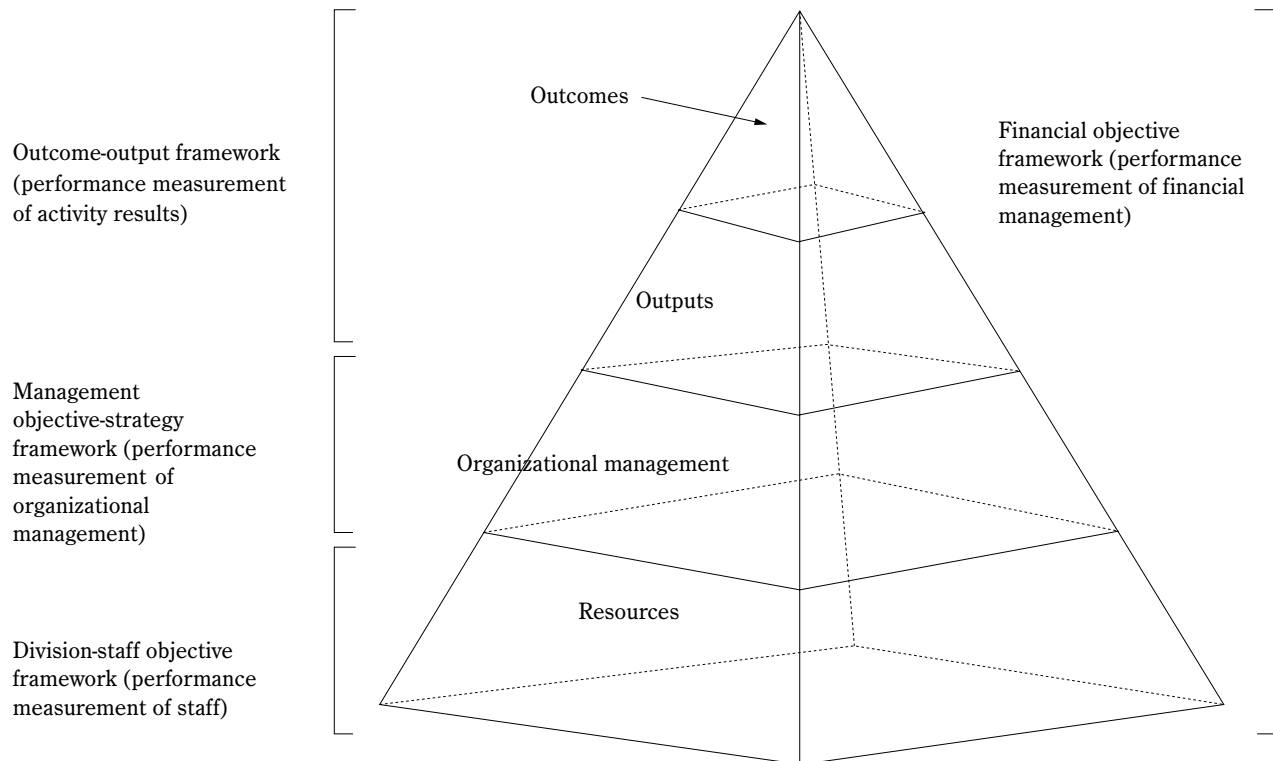 Outcomes
Outcome-output framework
(performance measurement
of activity results)
Financial objective
framework (performance
measurement of financial
management)
Outputs
Management
objective-strategy
framework (performance
measurement of
organizational
management)
Organizational management
Resources
Division-staff objective
framework (performance
measurement of staff)